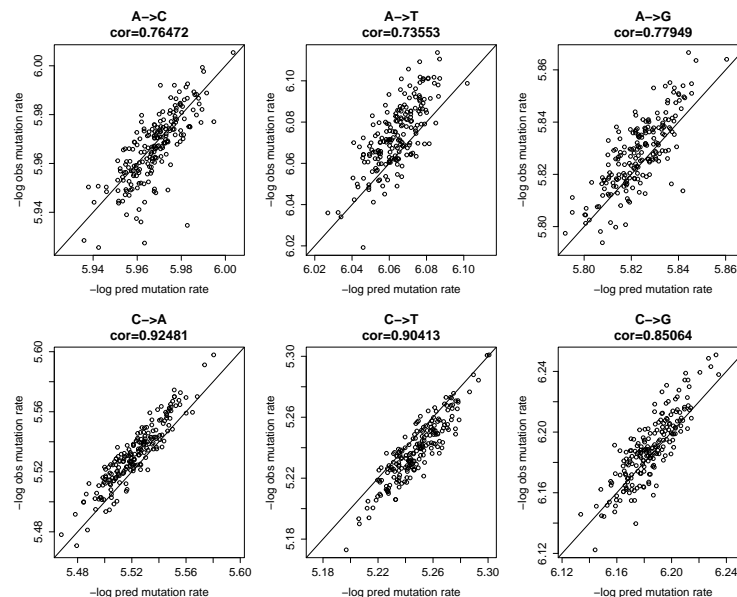 A−>C
cor=0.76472
−log obs mutation rate
5.94 5.96 5.98 6.00
5.94 5.96 5.98 6.00
−log pred mutation rate
A−>T
cor=0.73553
−log obs mutation rate
6.02 6.04 6.06 6.08 6.10
6.02 6.04 6.06 6.08 6.10
−log pred mutation rate
A−>G
cor=0.77949
−log obs mutation rate
5.80 5.82 5.84 5.86
5.80 5.82 5.84 5.86
−log pred mutation rate
C−>A
cor=0.92481
−log obs mutation rate
5.48 5.52 5.56 5.60
5.48 5.52 5.56 5.60
−log pred mutation rate
C−>T
cor=0.90413
−log obs mutation rate
5.18 5.22 5.26 5.30
5.18 5.22 5.26 5.30
−log pred mutation rate
C−>G
cor=0.85064
−log obs mutation rate
6.12 6.16 6.20 6.24
6.12 6.16 6.20 6.24
−log pred mutation rate